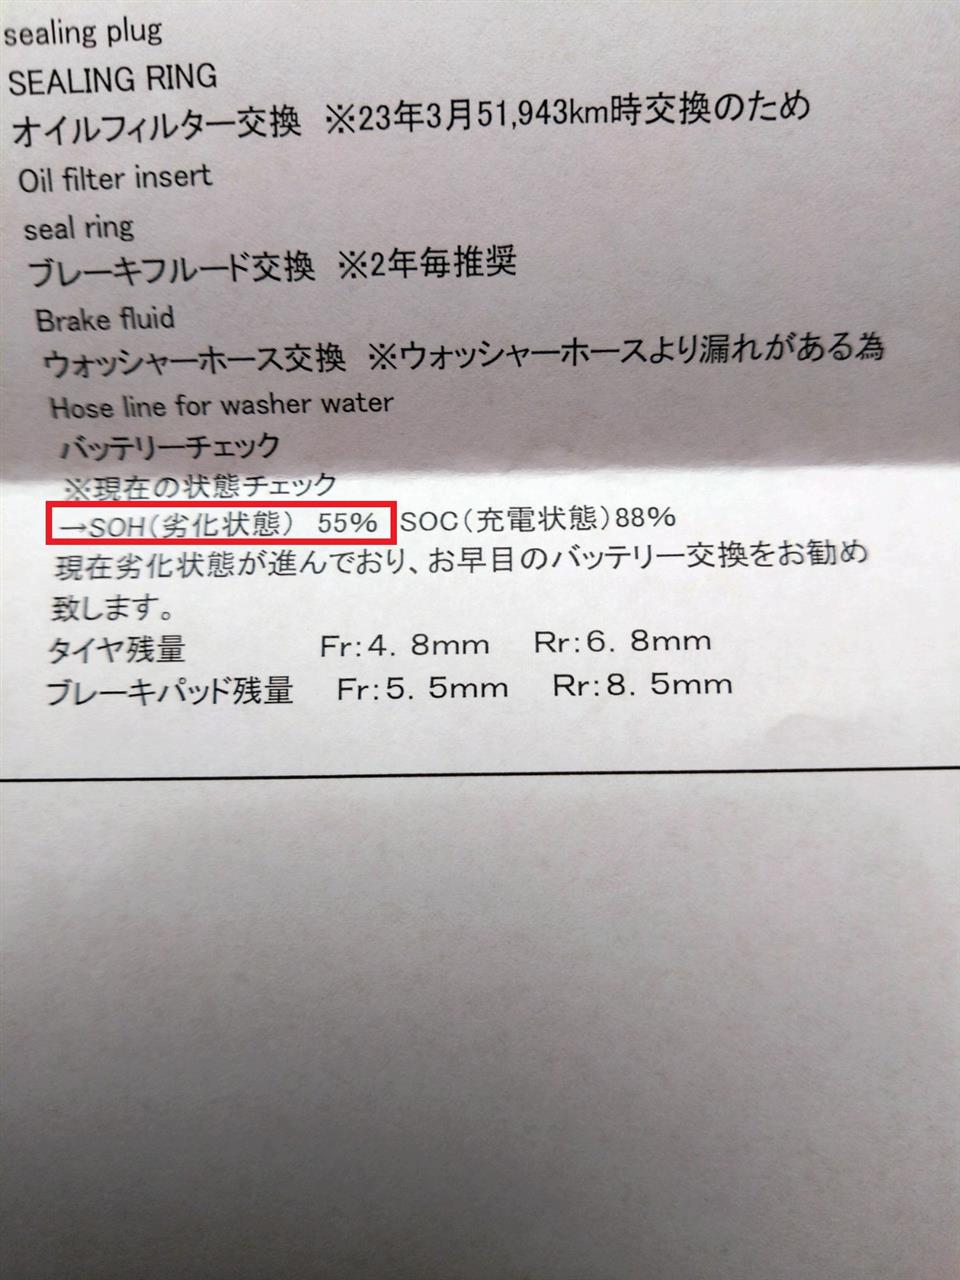 sealing plug
SEALING RING
オイルフィルター交換　※23年3月51,943km時交換のため
Oil filter insert
seal ring
ブレーキフルード交換　※2年毎推奨
Brake fluid
ウォッシャーホース交換　※ウォッシャーホースより漏れがある為
Hose line for washer water
バッテリーチェック
※現在の状態チェック
→SOH(劣化状態)　55%　SOC(充電状態)88%
現在劣化状態が進んでおり、お早目のバッテリー交換をお勧め
致します。
タイヤ残量　Fr:4．8mm　Rr:6．8mm
ブレーキパッド残量　Fr:5．5mm　Rr:8．5mm